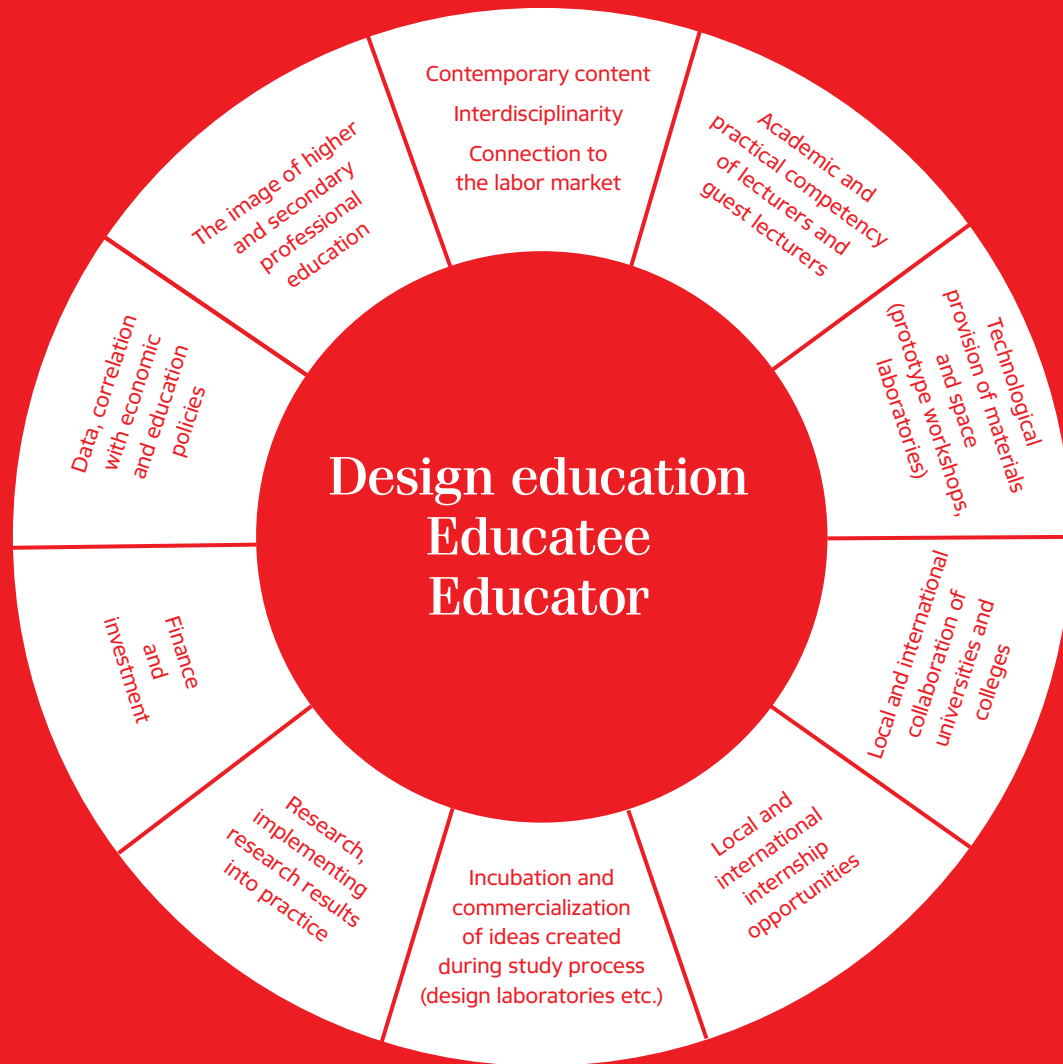 Contemporary content
Interdisciplinarity
Connection to
the labor market
Academic and
practical competency
of lecturers and
guest lecturers
Technological
provision of materials
and space
(prototype workshops,
laboratories)
Local and international
collaboration of
universities and
colleges
Local and
international
internship
opportunities
Incubation and
commercialization
of ideas created
during study process
(design laboratories etc.)
Research,
implementing
research results
into practice
Finance
and
investment
Data, correlation
with economic
and education
policies
The image of higher
and secondary
professional
education
Design education
Educatee
Educator